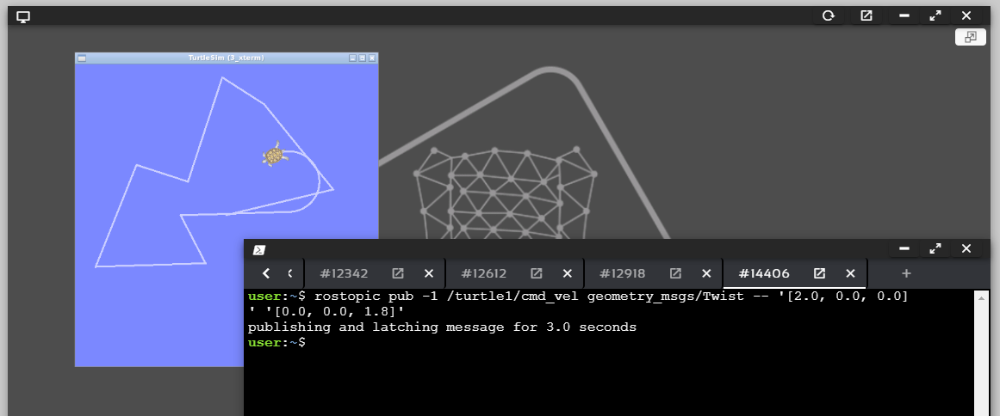 TurtleSim (3_xterm)
#12342 #12612 #12918 #14406
user:~$ rostopic pub -1 /turtle1/cmd_vel geometry_msgs/Twist -- '[2.0, 0.0, 0.0]
' '[0.0, 0.0, 1.8]'
publishing and latching message for 3.0 seconds
user:~$